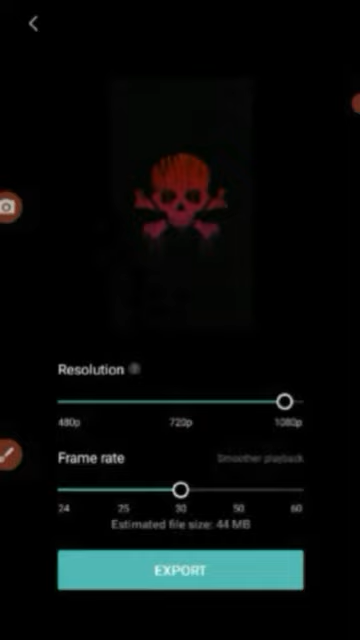 Resolution
480p 720p 1080p
Frame rate Smoother playback
24 25 30 50 60
Estimated file size: 44 MB
EXPORT